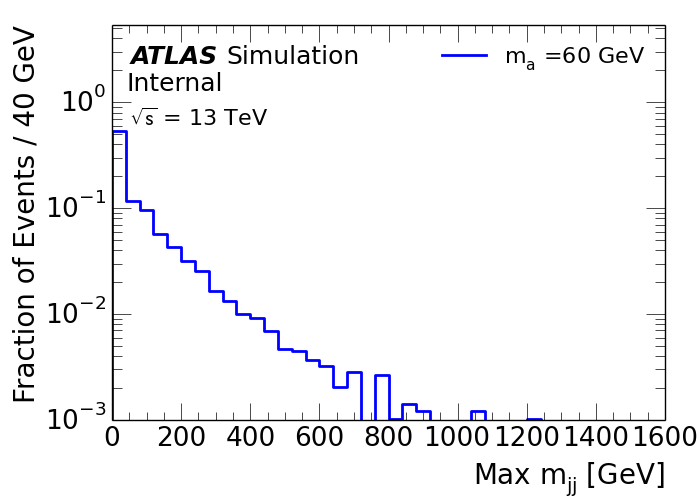 ATLAS Simulation
Internal
√s = 13 TeV
mₐ =60 GeV
Fraction of Events / 40 GeV
10⁰
10⁻¹
10⁻²
10⁻³
0 200 400 600 800 1000 1200 1400 1600
Max m_jj [GeV]